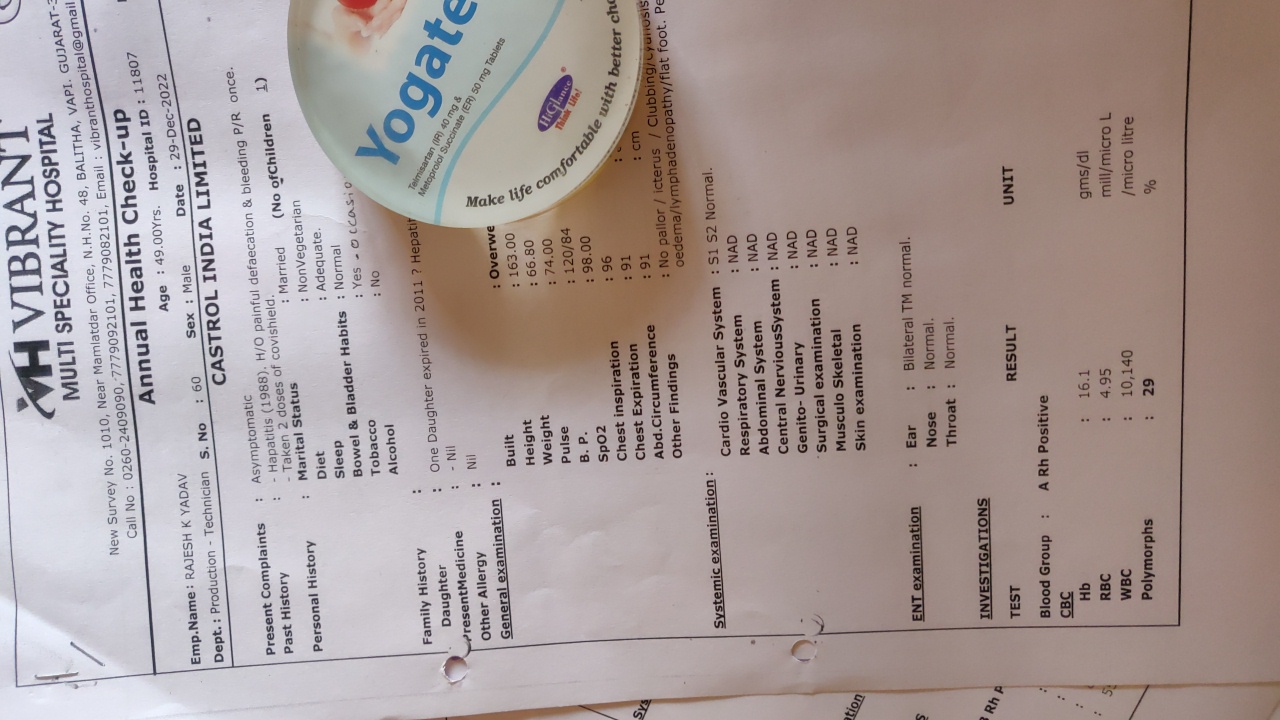 VH VIBRANT
MULTI SPECIALITY HOSPITAL
New Survey No. 1010, Near Mamlatdar Office, N.H.No. 48, BALITHA, VAPI. GUJARAT-3
Call No : 0260-2409090, 7779092101, 7779082101, Email : vibranthospital@gmail
Annual Health Check-up
Age : 49.00Yrs. Hospital ID : 11807
Emp.Name : RAJESH K YADAV
Dept. : Production - Technician S. No : 60 Sex : Male Date : 29-Dec-2022
CASTROL INDIA LIMITED
Present Complaints : Asymptomatic
Past History : - Hapatitis (1988). H/O painful defaecation & bleeding P/R once.
- Taken 2 doses of covishield.
Personal History : Marital Status : Married (No ofChildren 1)
Diet : NonVegetarian
Sleep : Adequate.
Bowel & Bladder Habits : Normal
Tobacco : Yes - occasio
Alcohol : No
Family History :
Daughter : One Daughter expired in 2011 ? Hepatit
PresentMedicine : - Nil
Other Allergy : Nil
General examination :
Built : Overwe
Height : 163.00
Weight : 66.80
Pulse : 74.00
B. P. : 120/84
SpO2 : 98.00
Chest inspiration : 96
Chest Expiration : 91
Abd.Circumference : 91 : cm
Other Findings : No pallor / icterus / Clubbing/Cyanosis
oedema/lymphadenopathy/flat foot. Pe
Systemic examination :
Cardio Vascular System : S1 S2 Normal.
Respiratory System : NAD
Abdominal System : NAD
Central NerviousSystem : NAD
Genito- Urinary : NAD
Surgical examination : NAD
Musculo Skeletal : NAD
Skin examination : NAD
ENT examination : Ear : Bilateral TM normal.
Nose : Normal.
Throat : Normal.
INVESTIGATIONS
TEST RESULT UNIT
Blood Group : A Rh Positive
CBC
Hb : 16.1 gms/dl
RBC : 4.95 mill/micro L
WBC : 10,140 /micro litre
Polymorphs : 29 %
Yogate
Telmisartan (IR) 40 mg &
Metoprolol Succinate (ER) 50 mg Tablets
HiGlance
Think Life!
Make life comfortable with better cho
Sys
ation
Rh P